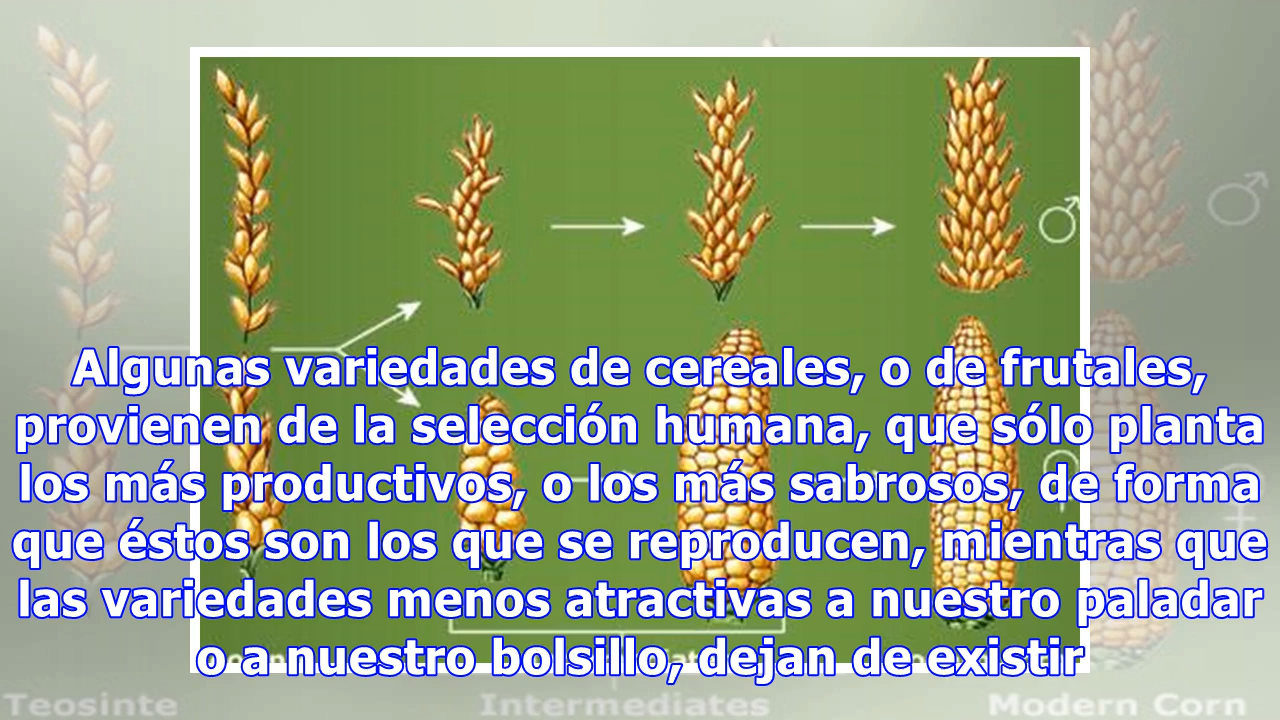 Algunas variedades de cereales, o de frutales,
provienen de la selección humana, que sólo planta
los más productivos, o los más sabrosos, de forma
que éstos son los que se reproducen, mientras que
las variedades menos atractivas a nuestro paladar
o a nuestro bolsillo, dejan de existir
Teosinte Intermediates Modern Corn